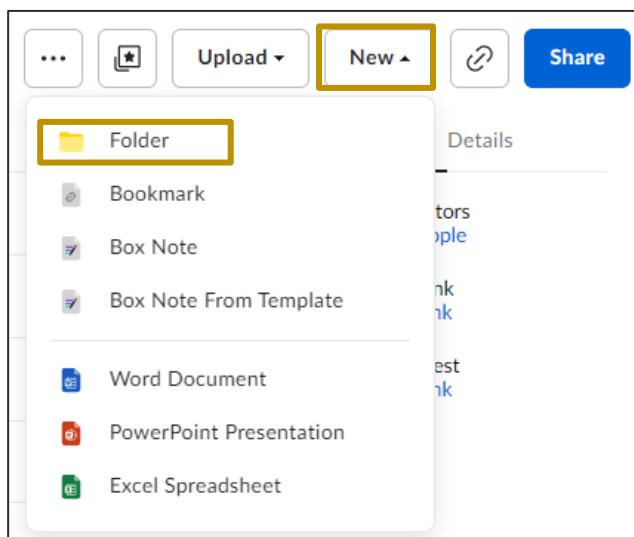 ... Upload New Share
Folder
Details
Bookmark
tors
ople
Box Note
nk
nk
Box Note From Template
est
nk
Word Document
PowerPoint Presentation
Excel Spreadsheet